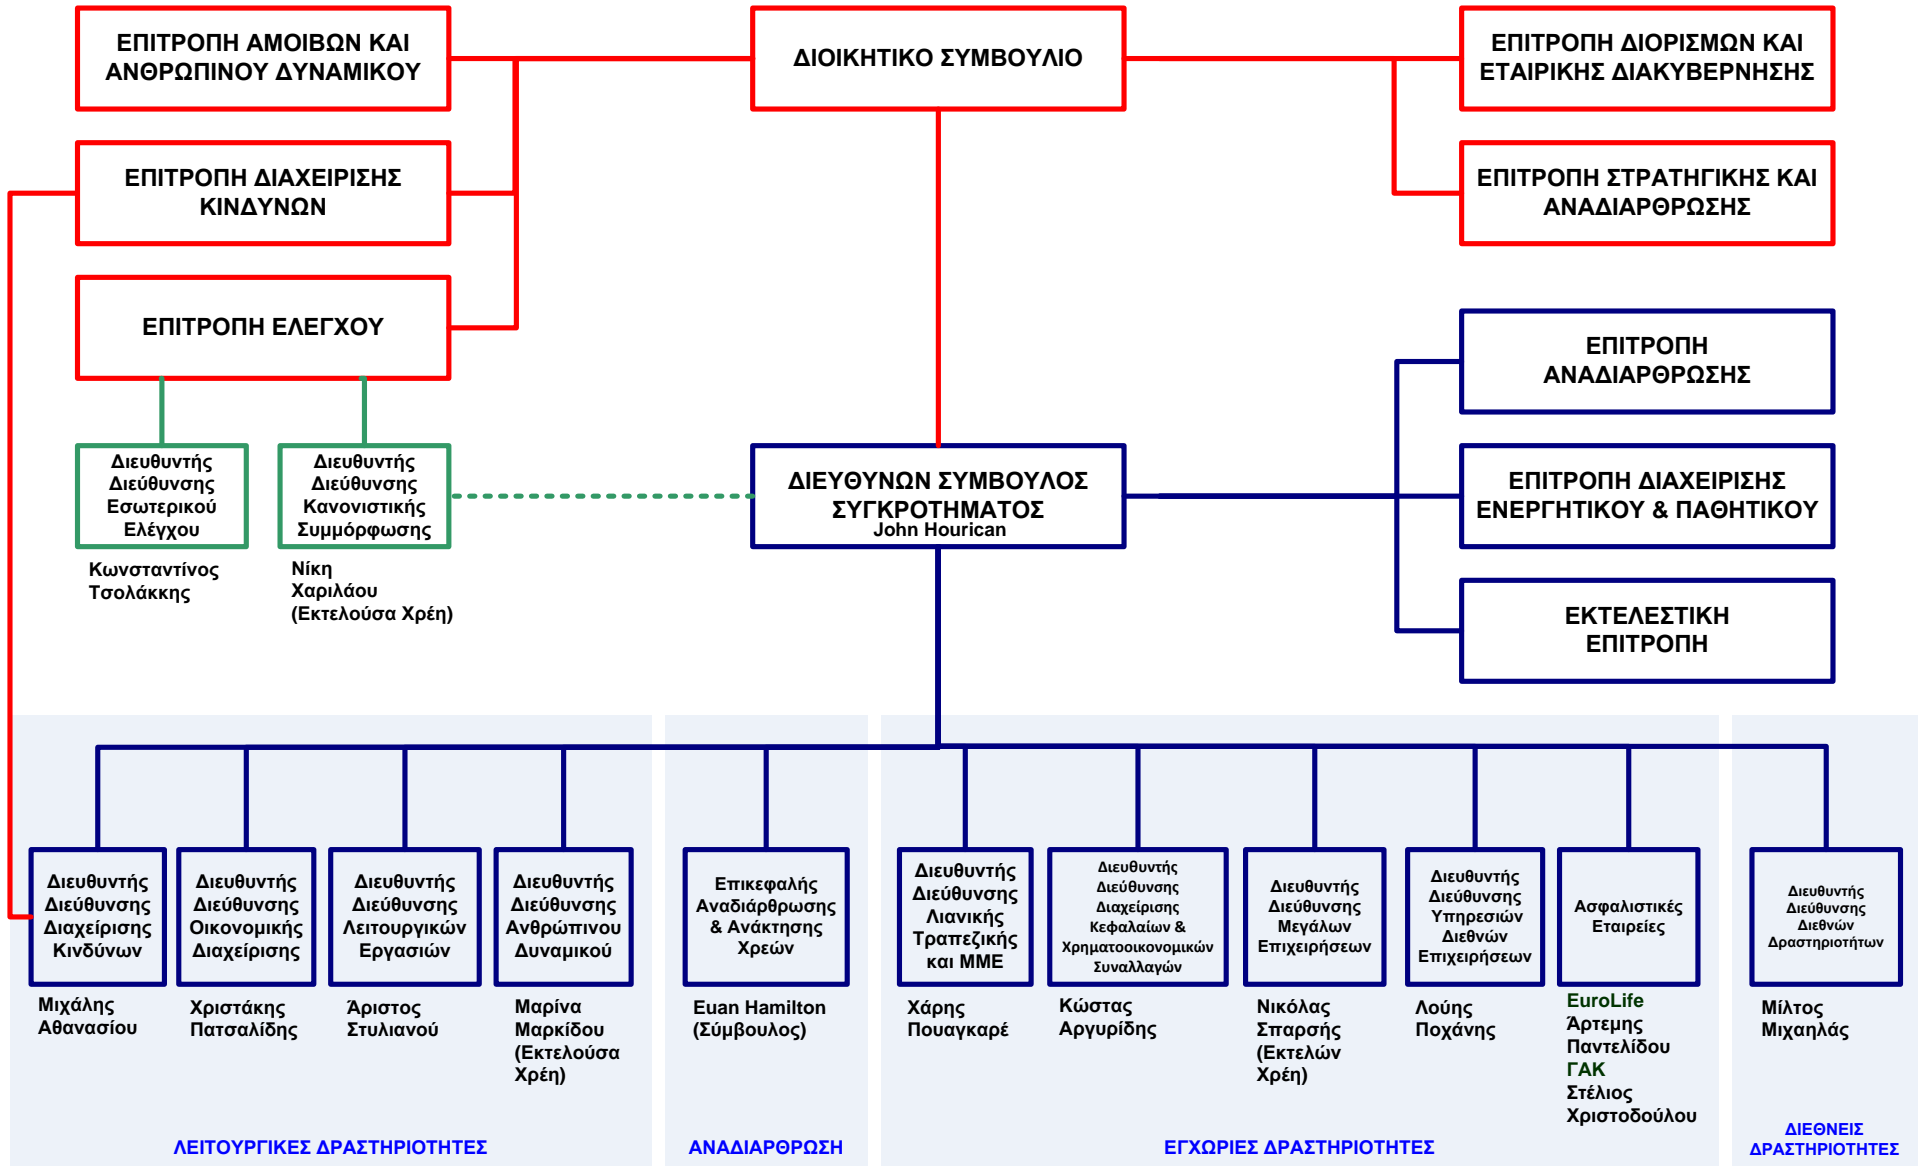 ΕΠΙΤΡΟΠΗ ΑΜΟΙΒΩΝ ΚΑΙ
ΑΝΘΡΩΠΙΝΟΥ ΔΥΝΑΜΙΚΟΥ
ΔΙΟΙΚΗΤΙΚΟ ΣΥΜΒΟΥΛΙΟ
ΕΠΙΤΡΟΠΗ ΔΙΟΡΙΣΜΩΝ ΚΑΙ
ΕΤΑΙΡΙΚΗΣ ΔΙΑΚΥΒΕΡΝΗΣΗΣ
ΕΠΙΤΡΟΠΗ ΔΙΑΧΕΙΡΙΣΗΣ
ΚΙΝΔΥΝΩΝ
ΕΠΙΤΡΟΠΗ ΣΤΡΑΤΗΓΙΚΗΣ ΚΑΙ
ΑΝΑΔΙΑΡΘΡΩΣΗΣ
ΕΠΙΤΡΟΠΗ ΕΛΕΓΧΟΥ
ΕΠΙΤΡΟΠΗ
ΑΝΑΔΙΑΡΘΡΩΣΗΣ
Διευθυντής
Διεύθυνσης
Εσωτερικού
Ελέγχου
Κωνσταντίνος
Τσολάκκης
Διευθυντής
Διεύθυνσης
Κανονιστικής
Συμμόρφωσης
Νίκη
Χαριλάου
(Εκτελούσα Χρέη)
ΔΙΕΥΘΥΝΩΝ ΣΥΜΒΟΥΛΟΣ
ΣΥΓΚΡΟΤΗΜΑΤΟΣ
John Hourican
ΕΠΙΤΡΟΠΗ ΔΙΑΧΕΙΡΙΣΗΣ
ΕΝΕΡΓΗΤΙΚΟΥ & ΠΑΘΗΤΙΚΟΥ
ΕΚΤΕΛΕΣΤΙΚΗ
ΕΠΙΤΡΟΠΗ
Διευθυντής
Διεύθυνσης
Διαχείρισης
Κινδύνων
Μιχάλης
Αθανασίου
Διευθυντής
Διεύθυνσης
Οικονομικής
Διαχείρισης
Χριστάκης
Πατσαλίδης
Διευθυντής
Διεύθυνσης
Λειτουργικών
Εργασιών
Άριστος
Στυλιανού
Διευθυντής
Διεύθυνσης
Ανθρώπινου
Δυναμικού
Μαρίνα
Μαρκίδου
(Εκτελούσα
Χρέη)
ΛΕΙΤΟΥΡΓΙΚΕΣ ΔΡΑΣΤΗΡΙΟΤΗΤΕΣ
Επικεφαλής
Αναδιάρθρωσης
& Ανάκτησης
Χρεών
Euan Hamilton
(Σύμβουλος)
ΑΝΑΔΙΑΡΘΡΩΣΗ
Διευθυντής
Διεύθυνσης
Λιανικής
Τραπεζικής
και ΜΜΕ
Χάρης
Πουαγκαρέ
Διευθυντής
Διεύθυνσης
Διαχείρισης
Κεφαλαίων &
Χρηματοοικονομικών
Συναλλαγών
Κώστας
Αργυρίδης
Διευθυντής
Διεύθυνσης
Μεγάλων
Επιχειρήσεων
Νικόλας
Σπαρσής
(Εκτελών
Χρέη)
Διευθυντής
Διεύθυνσης
Υπηρεσιών
Διεθνών
Επιχειρήσεων
Λούης
Ποχάνης
Ασφαλιστικές
Εταιρείες
EuroLife
Άρτεμης
Παντελίδου
ΓΑΚ
Στέλιος
Χριστοδούλου
ΕΓΧΩΡΙΕΣ ΔΡΑΣΤΗΡΙΟΤΗΤΕΣ
Διευθυντής
Διεύθυνσης
Διεθνών
Δραστηριοτήτων
Μίλτος
Μιχαηλάς
ΔΙΕΘΝΕΙΣ
ΔΡΑΣΤΗΡΙΟΤΗΤΕΣ